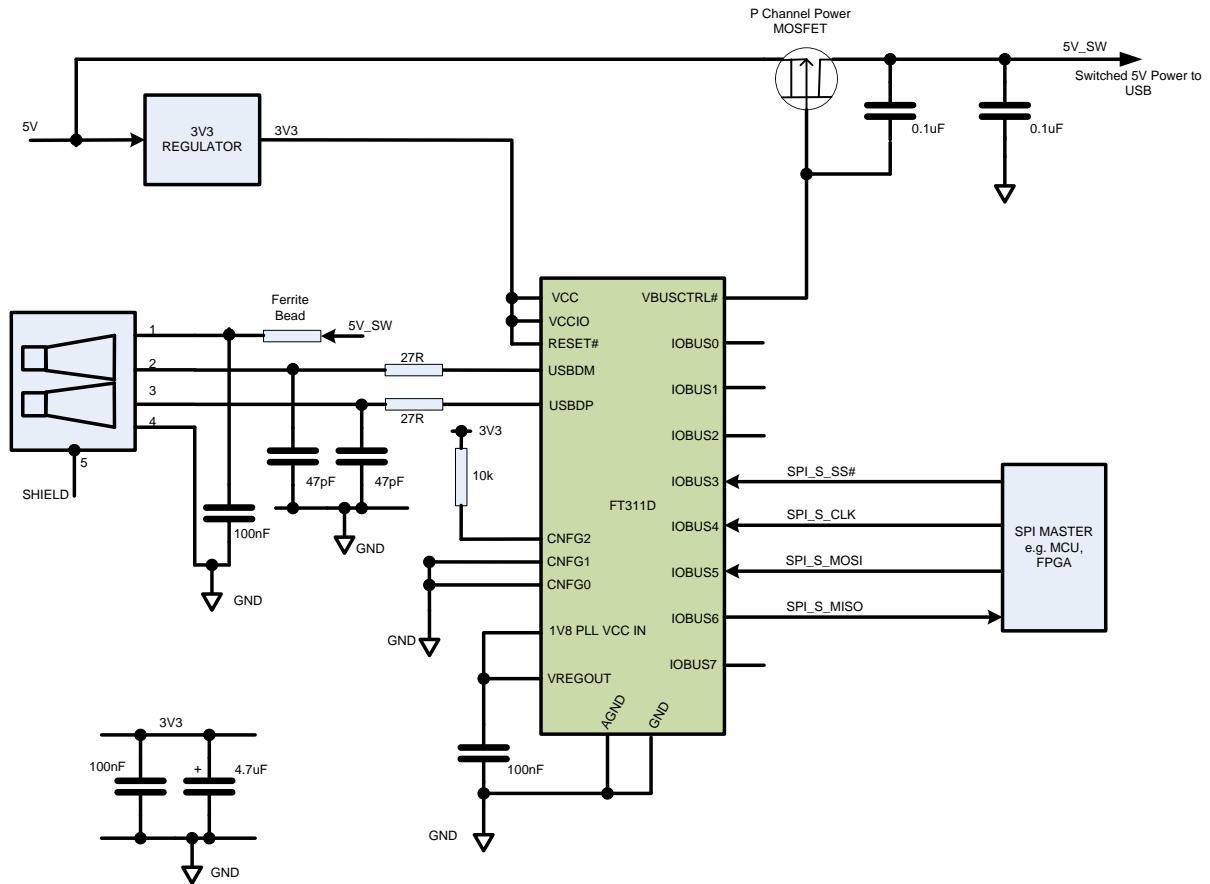 P Channel Power
MOSFET
5V_SW
Switched 5V Power to
USB
0.1uF
0.1uF
5V
3V3
REGULATOR
3V3
Ferrite
Bead
5V_SW
1
2
3
4
5
SHIELD
27R
27R
47pF
47pF
100nF
GND
GND
3V3
10k
GND
VCC
VCCIO
RESET#
USBDM
USBDP
CNFG2
CNFG1
CNFG0
1V8 PLL VCC IN
VREGOUT
AGND
GND
FT311D
VBUSCTRL#
IOBUS0
IOBUS1
IOBUS2
IOBUS3
IOBUS4
IOBUS5
IOBUS6
IOBUS7
SPI_S_SS#
SPI_S_CLK
SPI_S_MOSI
SPI_S_MISO
SPI MASTER
e.g. MCU,
FPGA
100nF
GND
3V3
100nF
+
4.7uF
GND